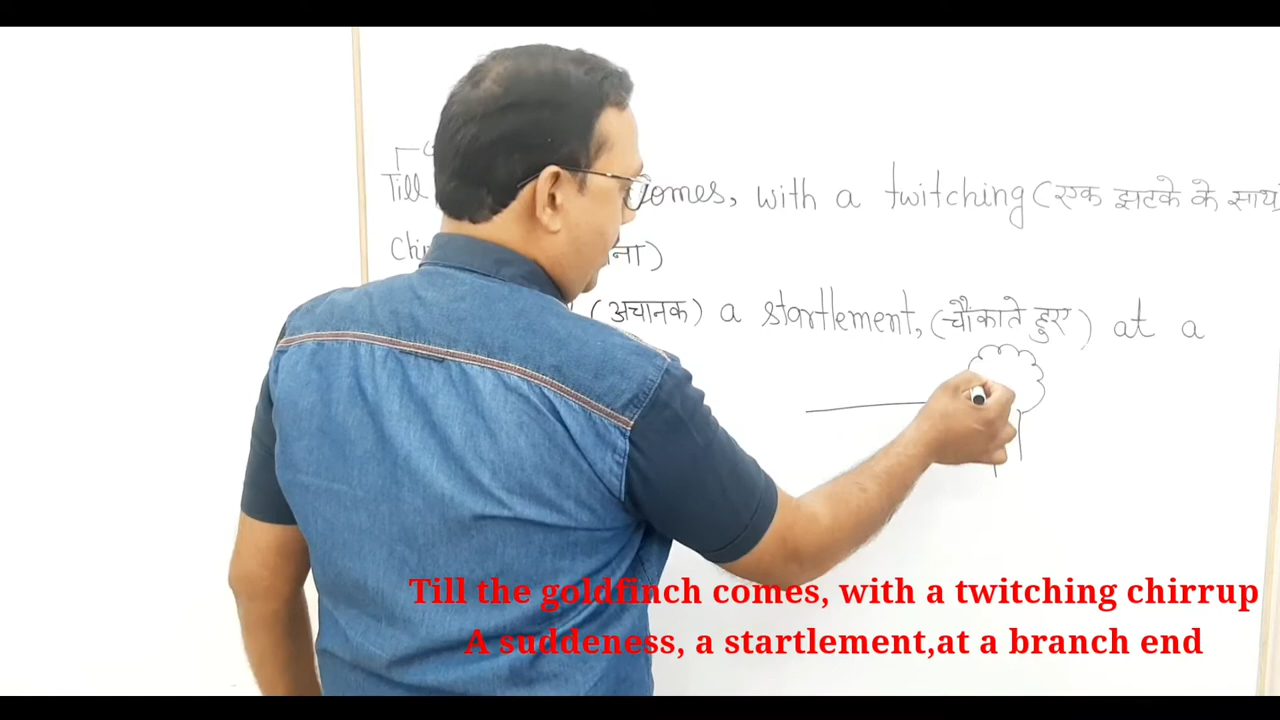 Till comes, with a twitching (एक झटके के साथ
ना)
(अचानक) a startlement, (चौंकाते हुए) at a
Till the goldfinch comes, with a twitching chirrup
A suddeness, a startlement,at a branch end